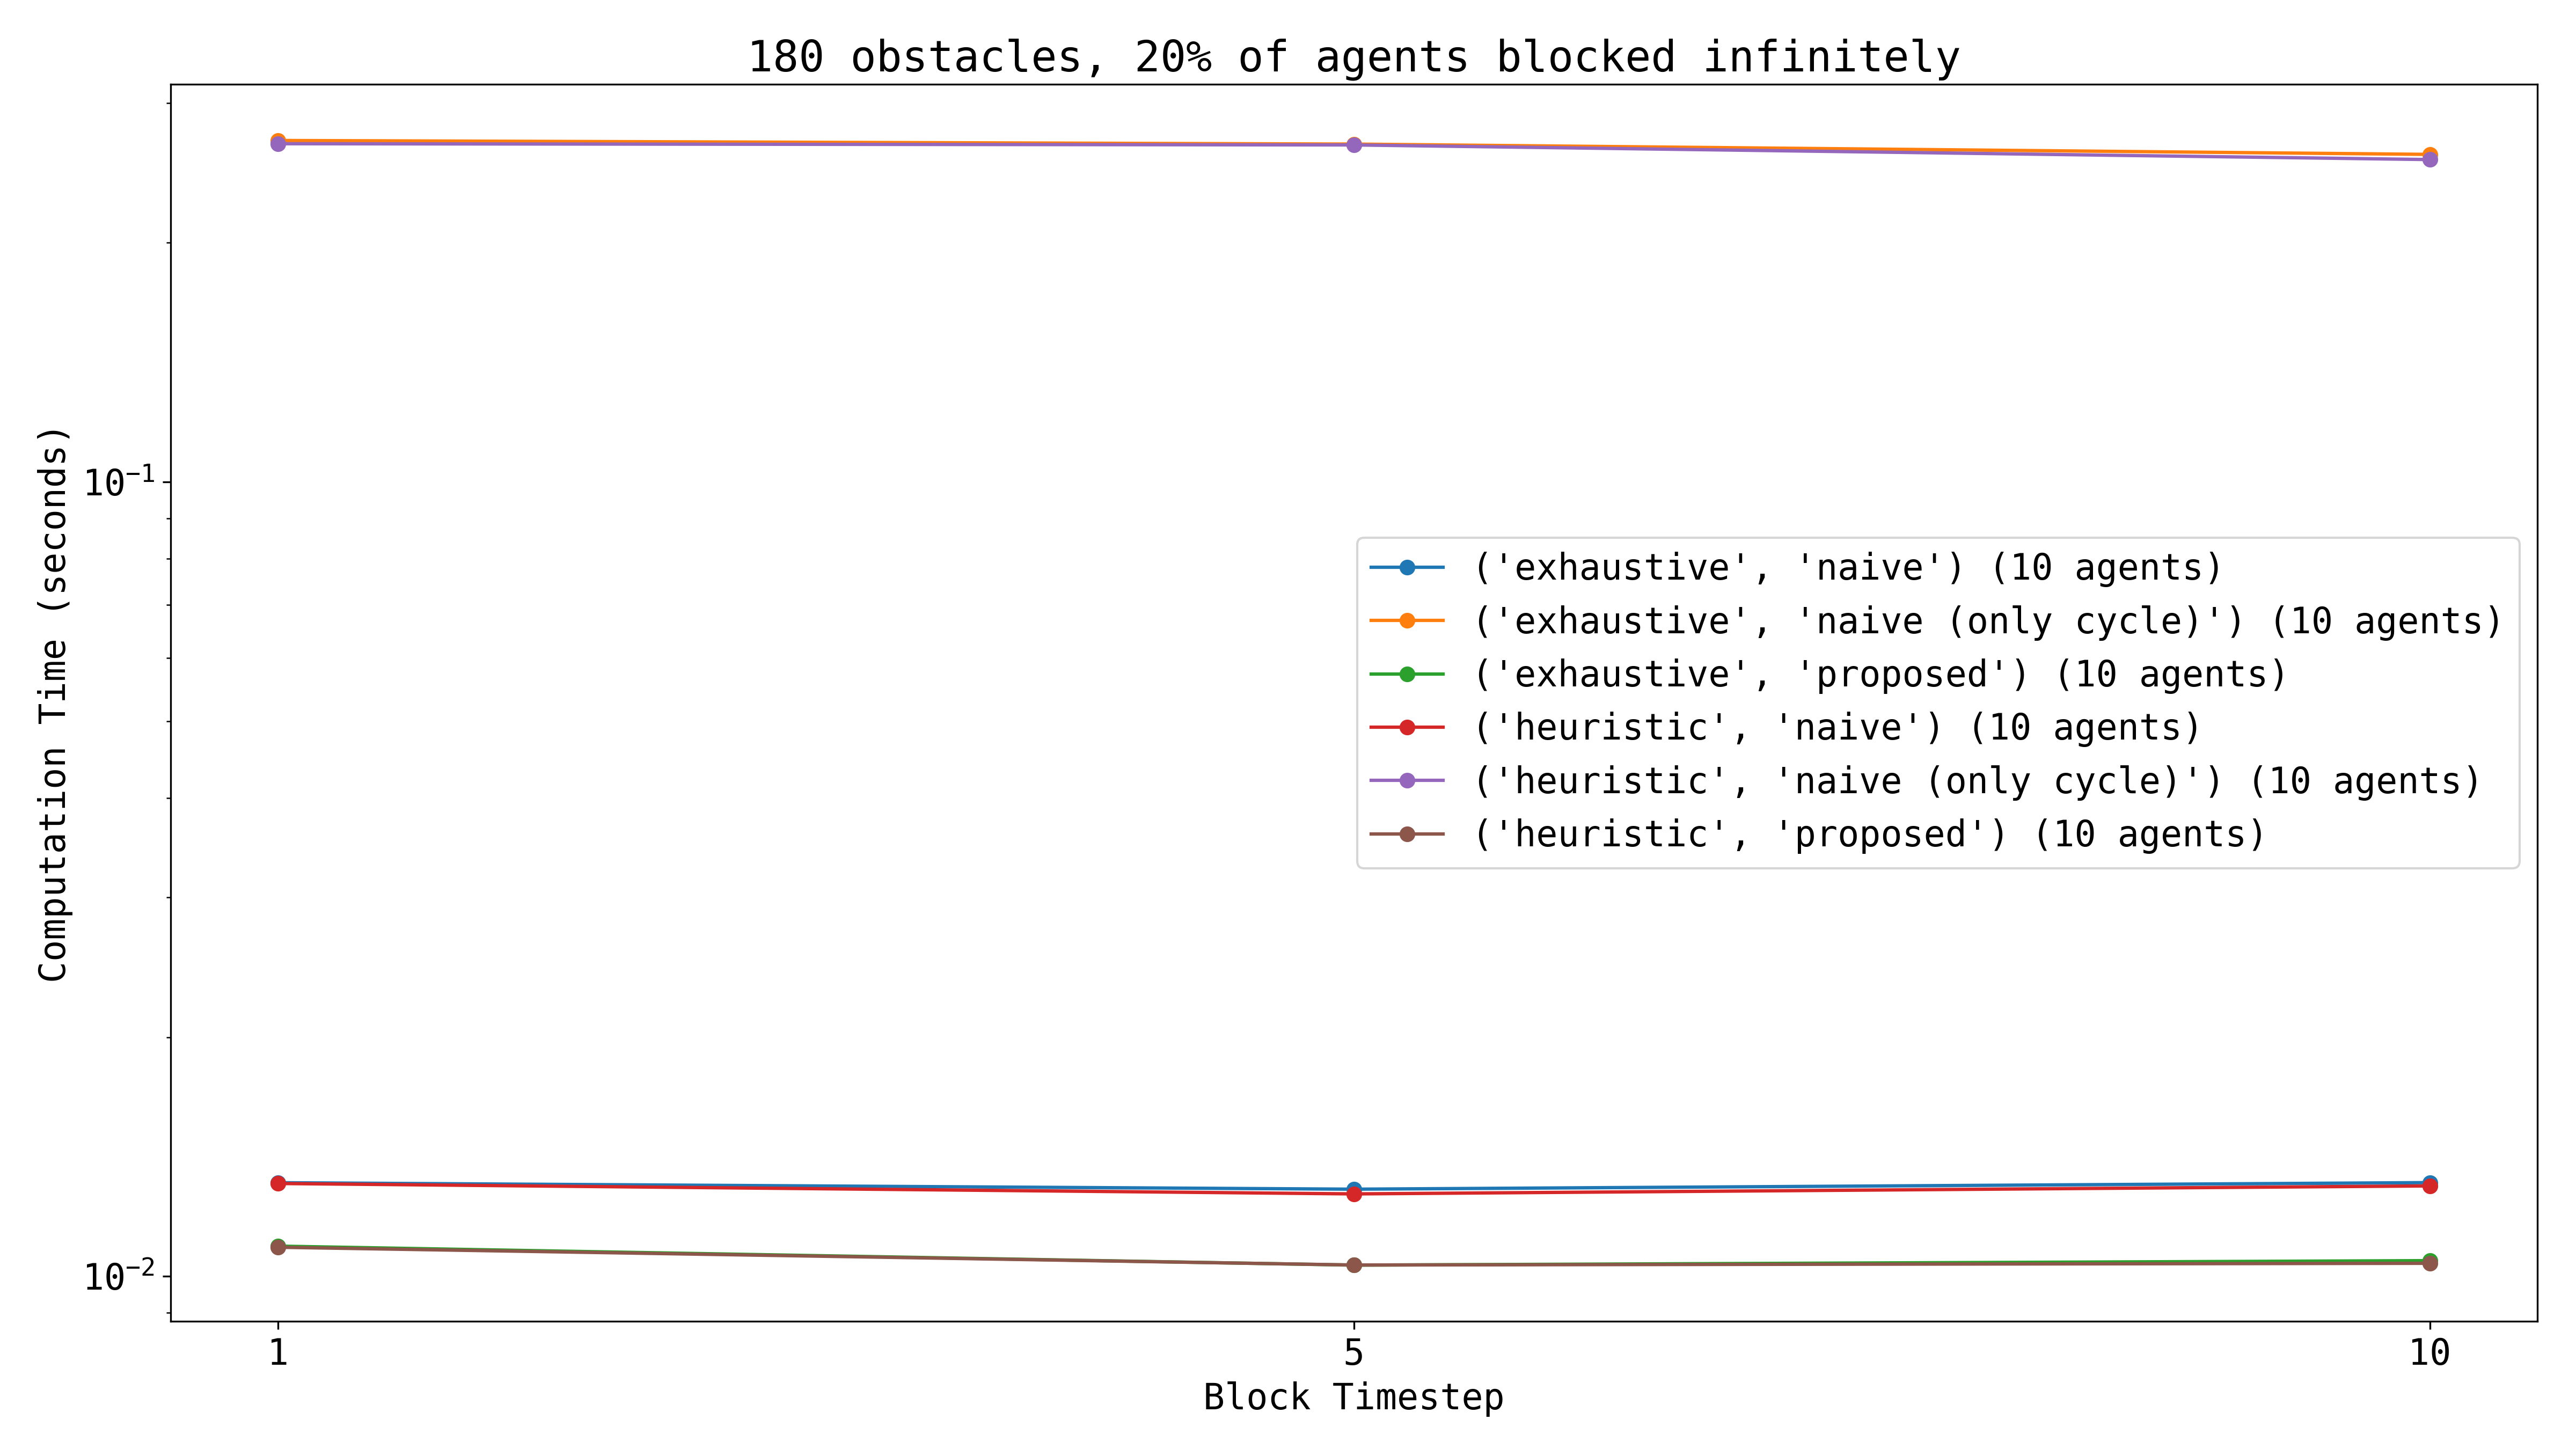 180 obstacles, 20% of agents blocked infinitely
Computation Time (seconds)
10⁻¹
10⁻²
('exhaustive', 'naive') (10 agents)
('exhaustive', 'naive (only cycle)') (10 agents)
('exhaustive', 'proposed') (10 agents)
('heuristic', 'naive') (10 agents)
('heuristic', 'naive (only cycle)') (10 agents)
('heuristic', 'proposed') (10 agents)
1 5 10
Block Timestep